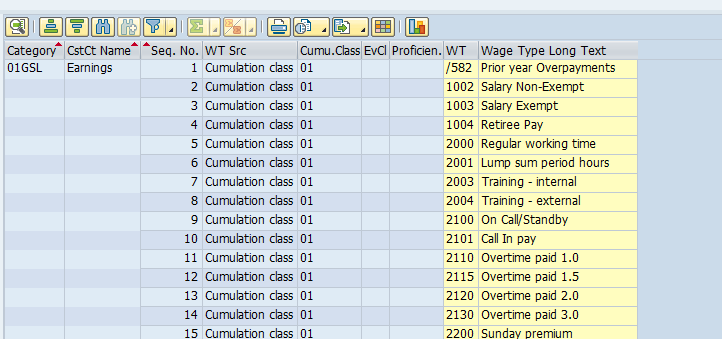 Category CstCt Name Seq. No. WT Src Cumu.Class EvCl Proficien. WT Wage Type Long Text
01GSL Earnings 1 Cumulation class 01 /582 Prior year Overpayments
2 Cumulation class 01 1002 Salary Non-Exempt
3 Cumulation class 01 1003 Salary Exempt
4 Cumulation class 01 1004 Retiree Pay
5 Cumulation class 01 2000 Regular working time
6 Cumulation class 01 2001 Lump sum period hours
7 Cumulation class 01 2003 Training - internal
8 Cumulation class 01 2004 Training - external
9 Cumulation class 01 2100 On Call/Standby
10 Cumulation class 01 2101 Call In pay
11 Cumulation class 01 2110 Overtime paid 1.0
12 Cumulation class 01 2115 Overtime paid 1.5
13 Cumulation class 01 2120 Overtime paid 2.0
14 Cumulation class 01 2130 Overtime paid 3.0
15 Cumulation class 01 2200 Sunday premium